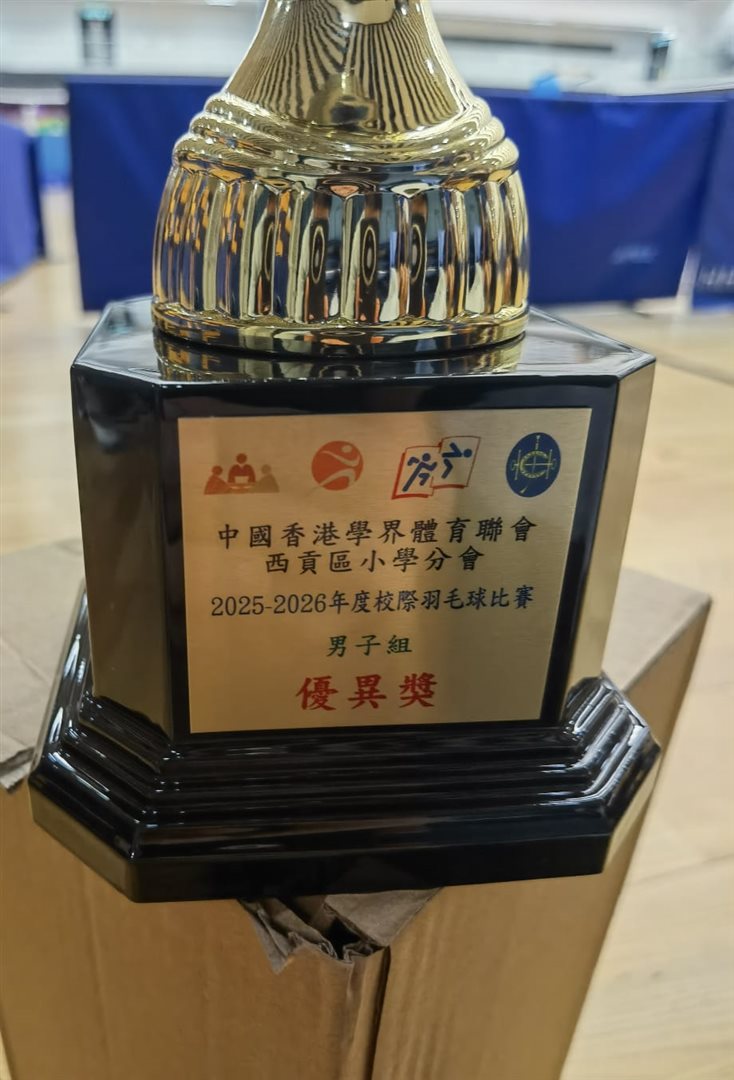 中國香港學界體育聯會
西貢區小學分會
2025-2026年度校際羽毛球比賽
男子組
優異獎